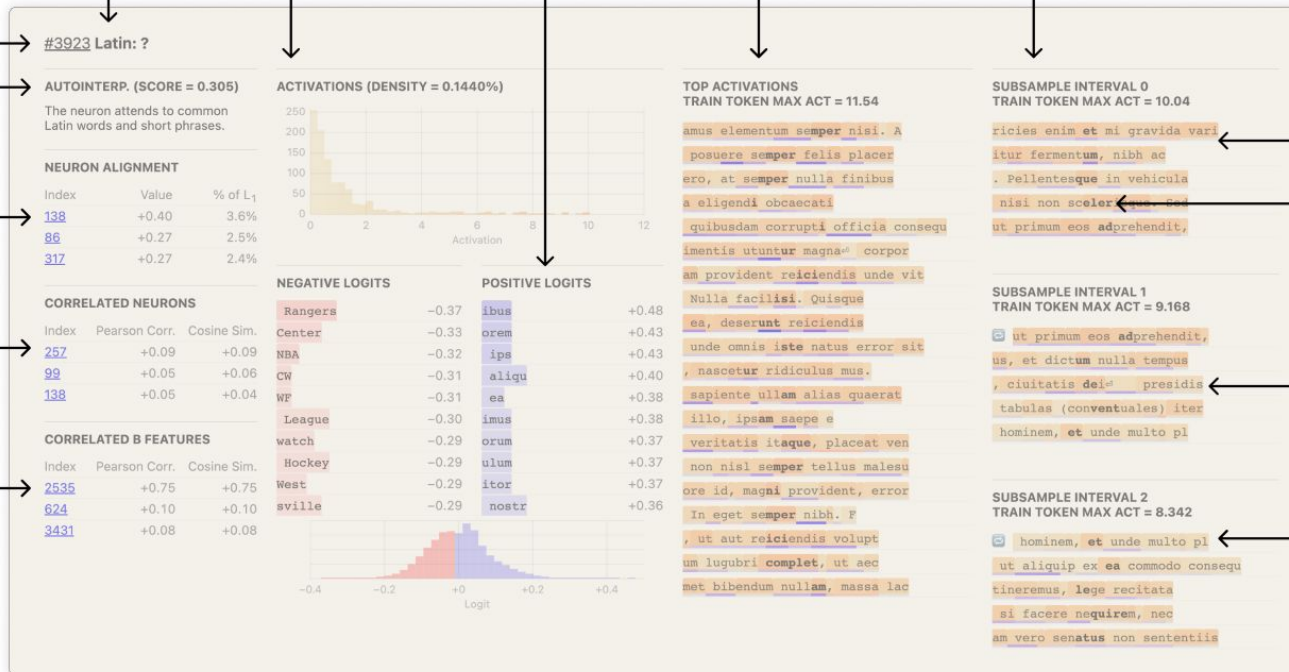 #3923 Latin: ?
AUTOINTERP. (SCORE = 0.305)
The neuron attends to common
Latin words and short phrases.
NEURON ALIGNMENT
Index Value % of L1
138 +0.40 3.6%
86 +0.27 2.5%
317 +0.27 2.4%
CORRELATED NEURONS
Index Pearson Corr. Cosine Sim.
257 +0.09 +0.09
99 +0.05 +0.06
138 +0.05 +0.04
CORRELATED B FEATURES
Index Pearson Corr. Cosine Sim.
2535 +0.75 +0.75
624 +0.10 +0.10
3431 +0.08 +0.08
ACTIVATIONS (DENSITY = 0.1440%)
250
200
150
100
50
0
0 2 4 6 8 10 12
Activation
NEGATIVE LOGITS
Rangers −0.37
Center −0.33
NBA −0.32
CW −0.31
WF −0.31
League −0.30
watch −0.29
Hockey −0.29
West −0.29
sville −0.29
POSITIVE LOGITS
ibus +0.48
orem +0.43
ips +0.43
aliqu +0.40
ea +0.38
imus +0.38
orum +0.37
ulum +0.37
itor +0.37
nostr +0.36
−0.4 −0.2 +0 +0.2 +0.4
Logit
TOP ACTIVATIONS
TRAIN TOKEN MAX ACT = 11.54
amus elementum semper nisi. A
posuere semper felis placer
ero, at semper nulla finibus
a eligendi obcaecati
quibusdam corrupti officia consequ
imentis utuntur magna⏎ corpor
am provident reiciendis unde vit
Nulla facilisi. Quisque
ea, deserunt reiciendis
unde omnis iste natus error sit
, nascetur ridiculus mus.
sapiente ullam alias quaerat
illo, ipsam saepe e
veritatis itaque, placeat ven
non nisl semper tellus malesu
ore id, magni provident, error
In eget semper nibh. F
, ut aut reiciendis volupt
um lugubri complet, ut aec
met bibendum nullam, massa lac
SUBSAMPLE INTERVAL 0
TRAIN TOKEN MAX ACT = 10.04
ricies enim et mi gravida vari
itur fermentum, nibh ac
. Pellentesque in vehicula
nisi non scelerisque. Sed
ut primum eos adprehendit,
SUBSAMPLE INTERVAL 1
TRAIN TOKEN MAX ACT = 9.168
ut primum eos adprehendit,
us, et dictum nulla tempus
, ciuitatis dei⏎ presidis
tabulas (conventuales) iter
hominem, et unde multo pl
SUBSAMPLE INTERVAL 2
TRAIN TOKEN MAX ACT = 8.342
hominem, et unde multo pl
ut aliquip ex ea commodo consequ
tineremus, lege recitata
si facere nequirem, nec
am vero senatus non sententiis